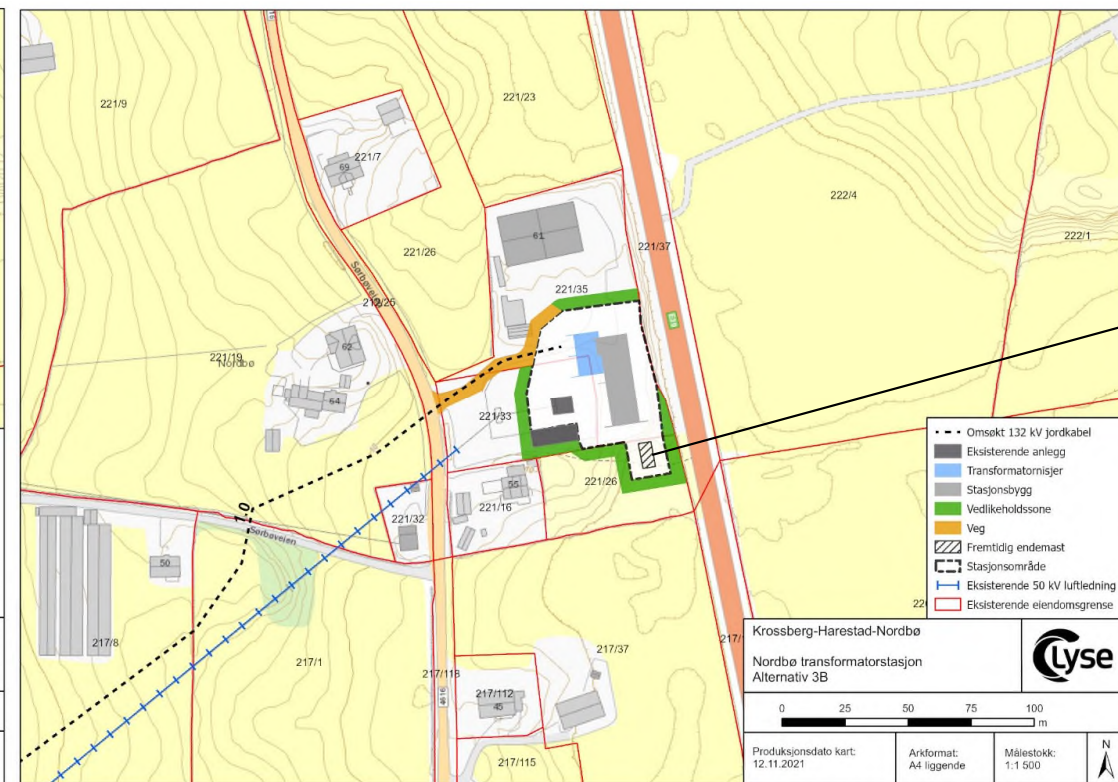 221/9
221/23
69
221/7
222/4
61
221/37
222/1
221/26
Sørbøveien
212/25
221/35
221/19
Nordbø
62
64
221/33
55
221/26
221/16
221/32
1.0
Sørbøveien
50
217/8
217/1
217/118
4616
217/112
45
217/37
217/115
Omsøkt 132 kV jordkabel
Eksisterende anlegg
Transformatornisjer
Stasjonsbygg
Vedlikeholdssone
Veg
Fremtidig endemast
Stasjonsområde
Eksisterende 50 kV luftledning
Eksisterende eiendomsgrense
Krossberg-Harestad-Nordbø
Nordbø transformatorstasjon
Alternativ 3B
Lyse
0 25 50 75 100
m
Produksjonsdato kart:
12.11.2021
Arkformat:
A4 liggende
Målestokk:
1:1 500
N